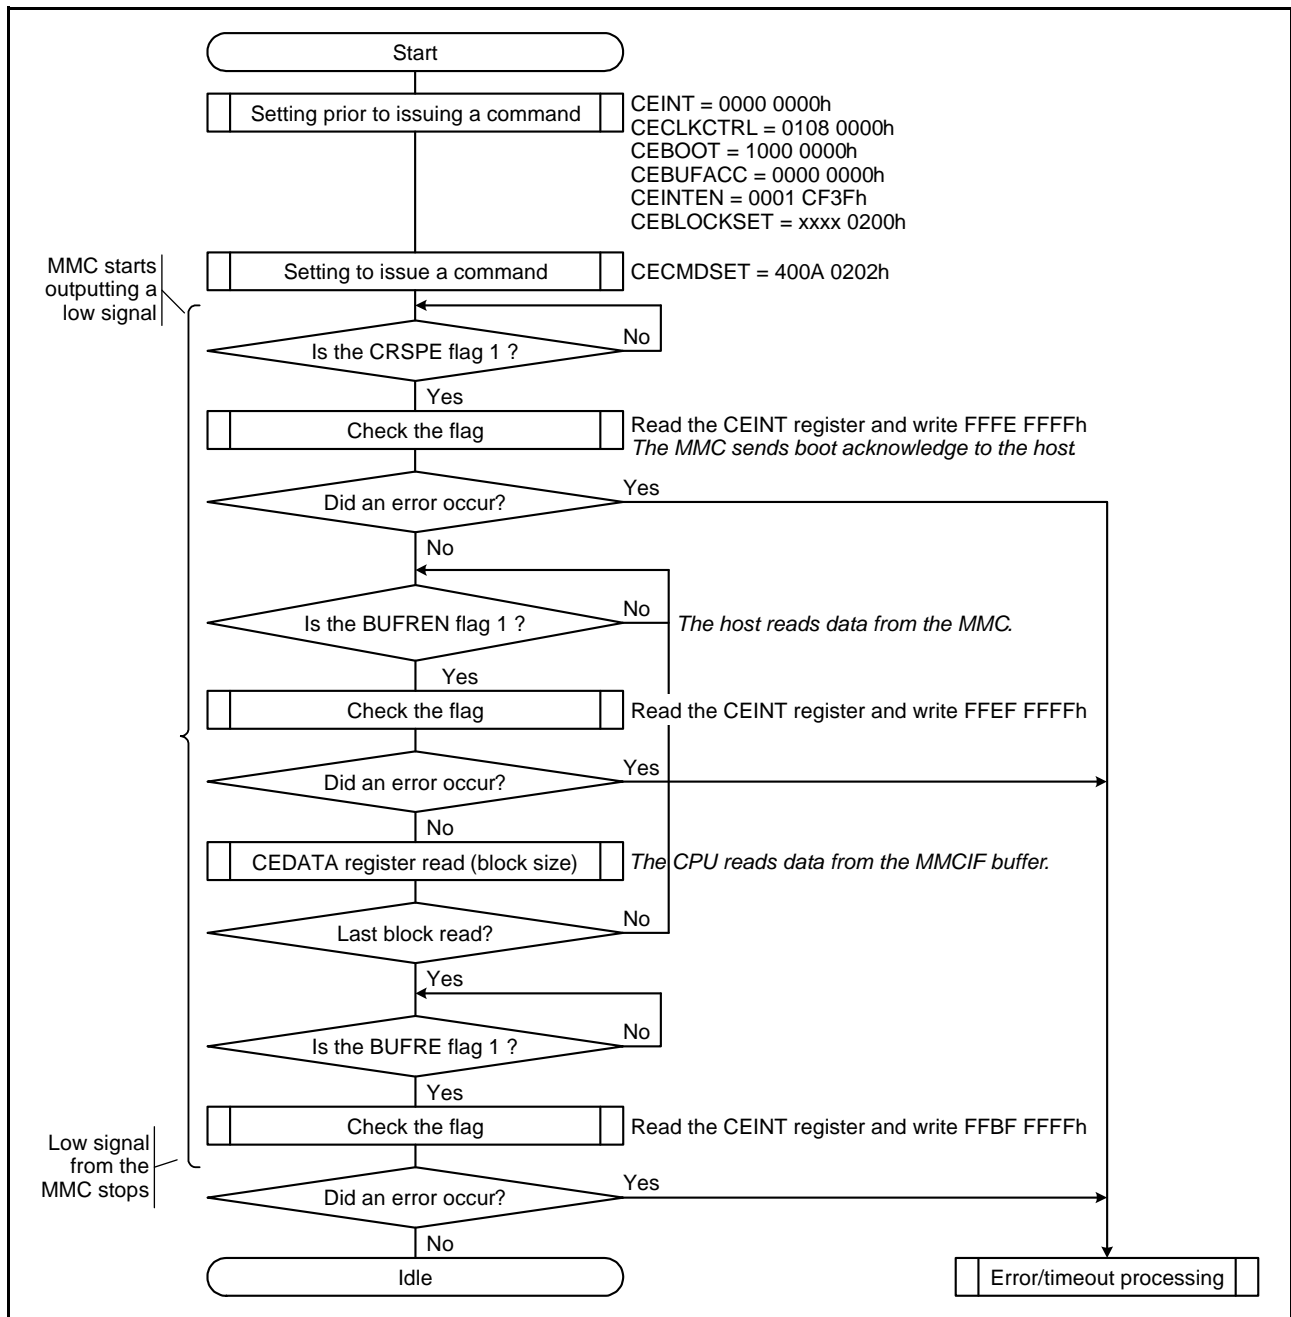 Start
Setting prior to issuing a command
CEINT = 0000 0000h
CECLKCTRL = 0108 0000h
CEBOOT = 1000 0000h
CEBUFACC = 0000 0000h
CEINTEN = 0001 CF3Fh
CEBLOCKSET = xxxx 0200h
MMC starts
outputting a
low signal
Setting to issue a command
CECMDSET = 400A 0202h
Is the CRSPE flag 1 ?
No
Yes
Check the flag
Read the CEINT register and write FFFE FFFFh
The MMC sends boot acknowledge to the host.
Did an error occur?
Yes
No
Is the BUFREN flag 1 ?
No
The host reads data from the MMC.
Yes
Check the flag
Read the CEINT register and write FFEF FFFFh
Did an error occur?
Yes
No
CEDATA register read (block size)
The CPU reads data from the MMCIF buffer.
Last block read?
No
Yes
Is the BUFRE flag 1 ?
No
Yes
Check the flag
Read the CEINT register and write FFBF FFFFh
Low signal
from the
MMC stops
Did an error occur?
Yes
No
Idle
Error/timeout processing